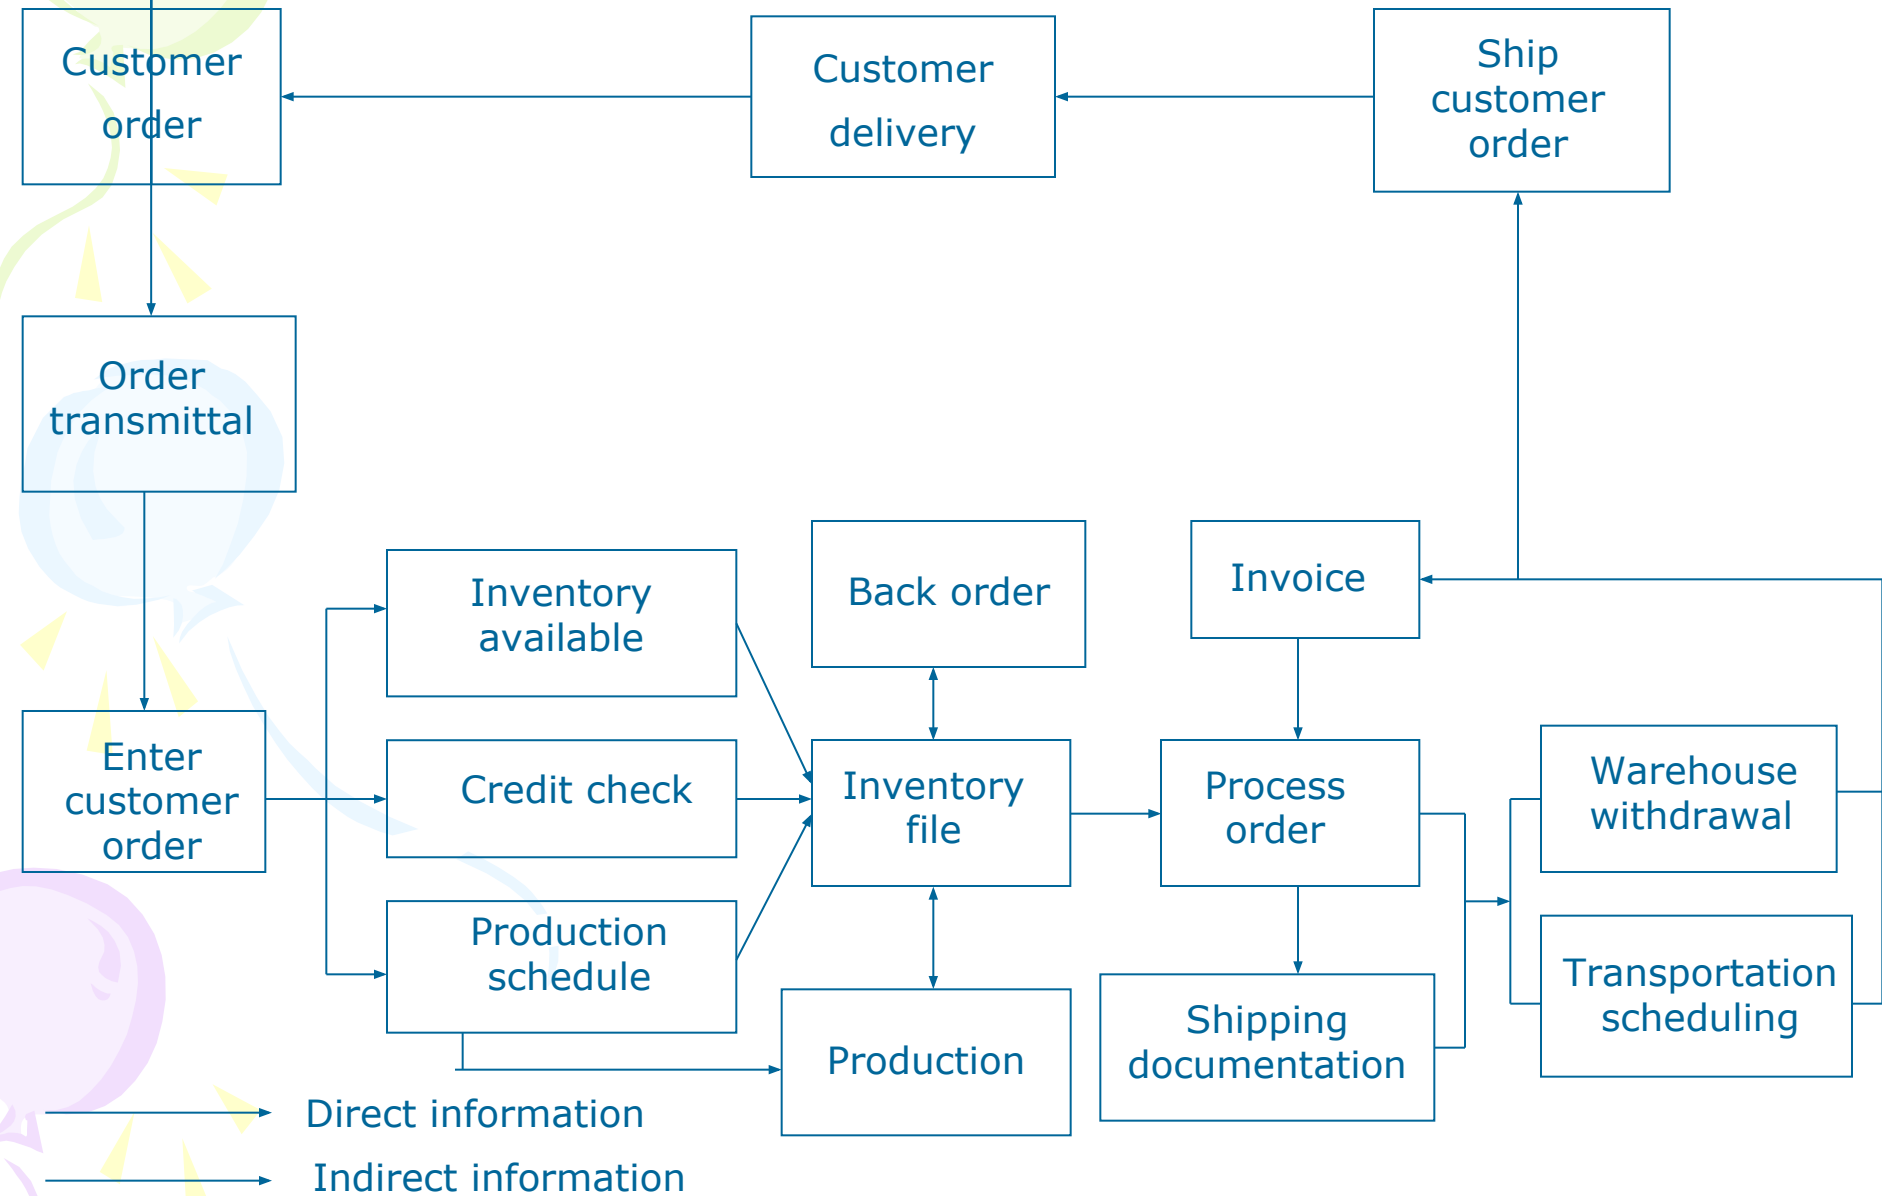 Customer
order
Customer
delivery
Ship
customer
order
Order
transmittal
Inventory
available
Back order
Invoice
Enter
customer
order
Credit check
Inventory
file
Process
order
Warehouse
withdrawal
Production
schedule
Production
Shipping
documentation
Transportation
scheduling
Direct information
Indirect information